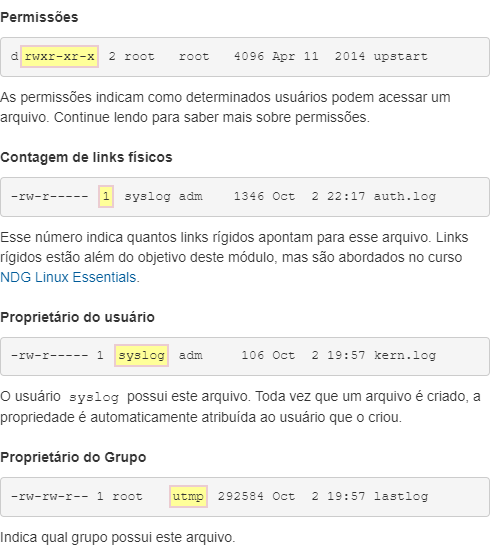 Permissões
drwxr-xr-x 2 root   root   4096 Apr 11  2014 upstart
As permissões indicam como determinados usuários podem acessar um
arquivo. Continue lendo para saber mais sobre permissões.
Contagem de links físicos
-rw-r----- 1 syslog adm    1346 Oct  2 22:17 auth.log
Esse número indica quantos links rígidos apontam para esse arquivo. Links
rígidos estão além do objetivo deste módulo, mas são abordados no curso
NDG Linux Essentials.
Proprietário do usuário
-rw-r----- 1 syslog adm     106 Oct  2 19:57 kern.log
O usuário syslog possui este arquivo. Toda vez que um arquivo é criado, a
propriedade é automaticamente atribuída ao usuário que o criou.
Proprietário do Grupo
-rw-rw-r-- 1 root   utmp 292584 Oct  2 19:57 lastlog
Indica qual grupo possui este arquivo.